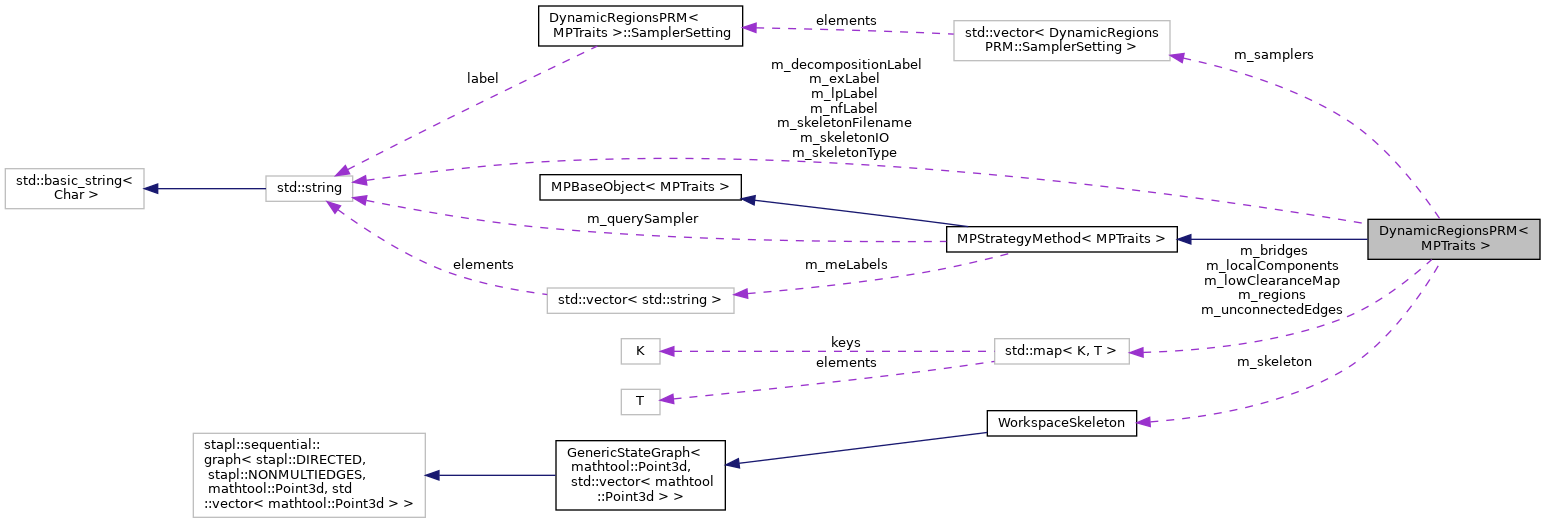 DynamicRegionsPRM<
MPTraits >::SamplerSetting
elements
std::vector< DynamicRegions
PRM::SamplerSetting >
m_samplers
label
m_decompositionLabel
m_exLabel
m_lpLabel
m_nfLabel
m_skeletonFilename
m_skeletonIO
m_skeletonType
std::basic_string<
Char >
std::string
MPBaseObject< MPTraits >
m_querySampler
MPStrategyMethod< MPTraits >
DynamicRegionsPRM<
MPTraits >
elements
m_meLabels
std::vector< std::string >
m_bridges
m_localComponents
m_lowClearanceMap
m_regions
m_unconnectedEdges
K
keys
std::map< K, T >
elements
T
m_skeleton
WorkspaceSkeleton
stapl::sequential::
graph< stapl::DIRECTED,
stapl::NONMULTIEDGES,
mathtool::Point3d, std
::vector< mathtool::Point3d > >
GenericStateGraph<
mathtool::Point3d,
std::vector< mathtool
::Point3d > >